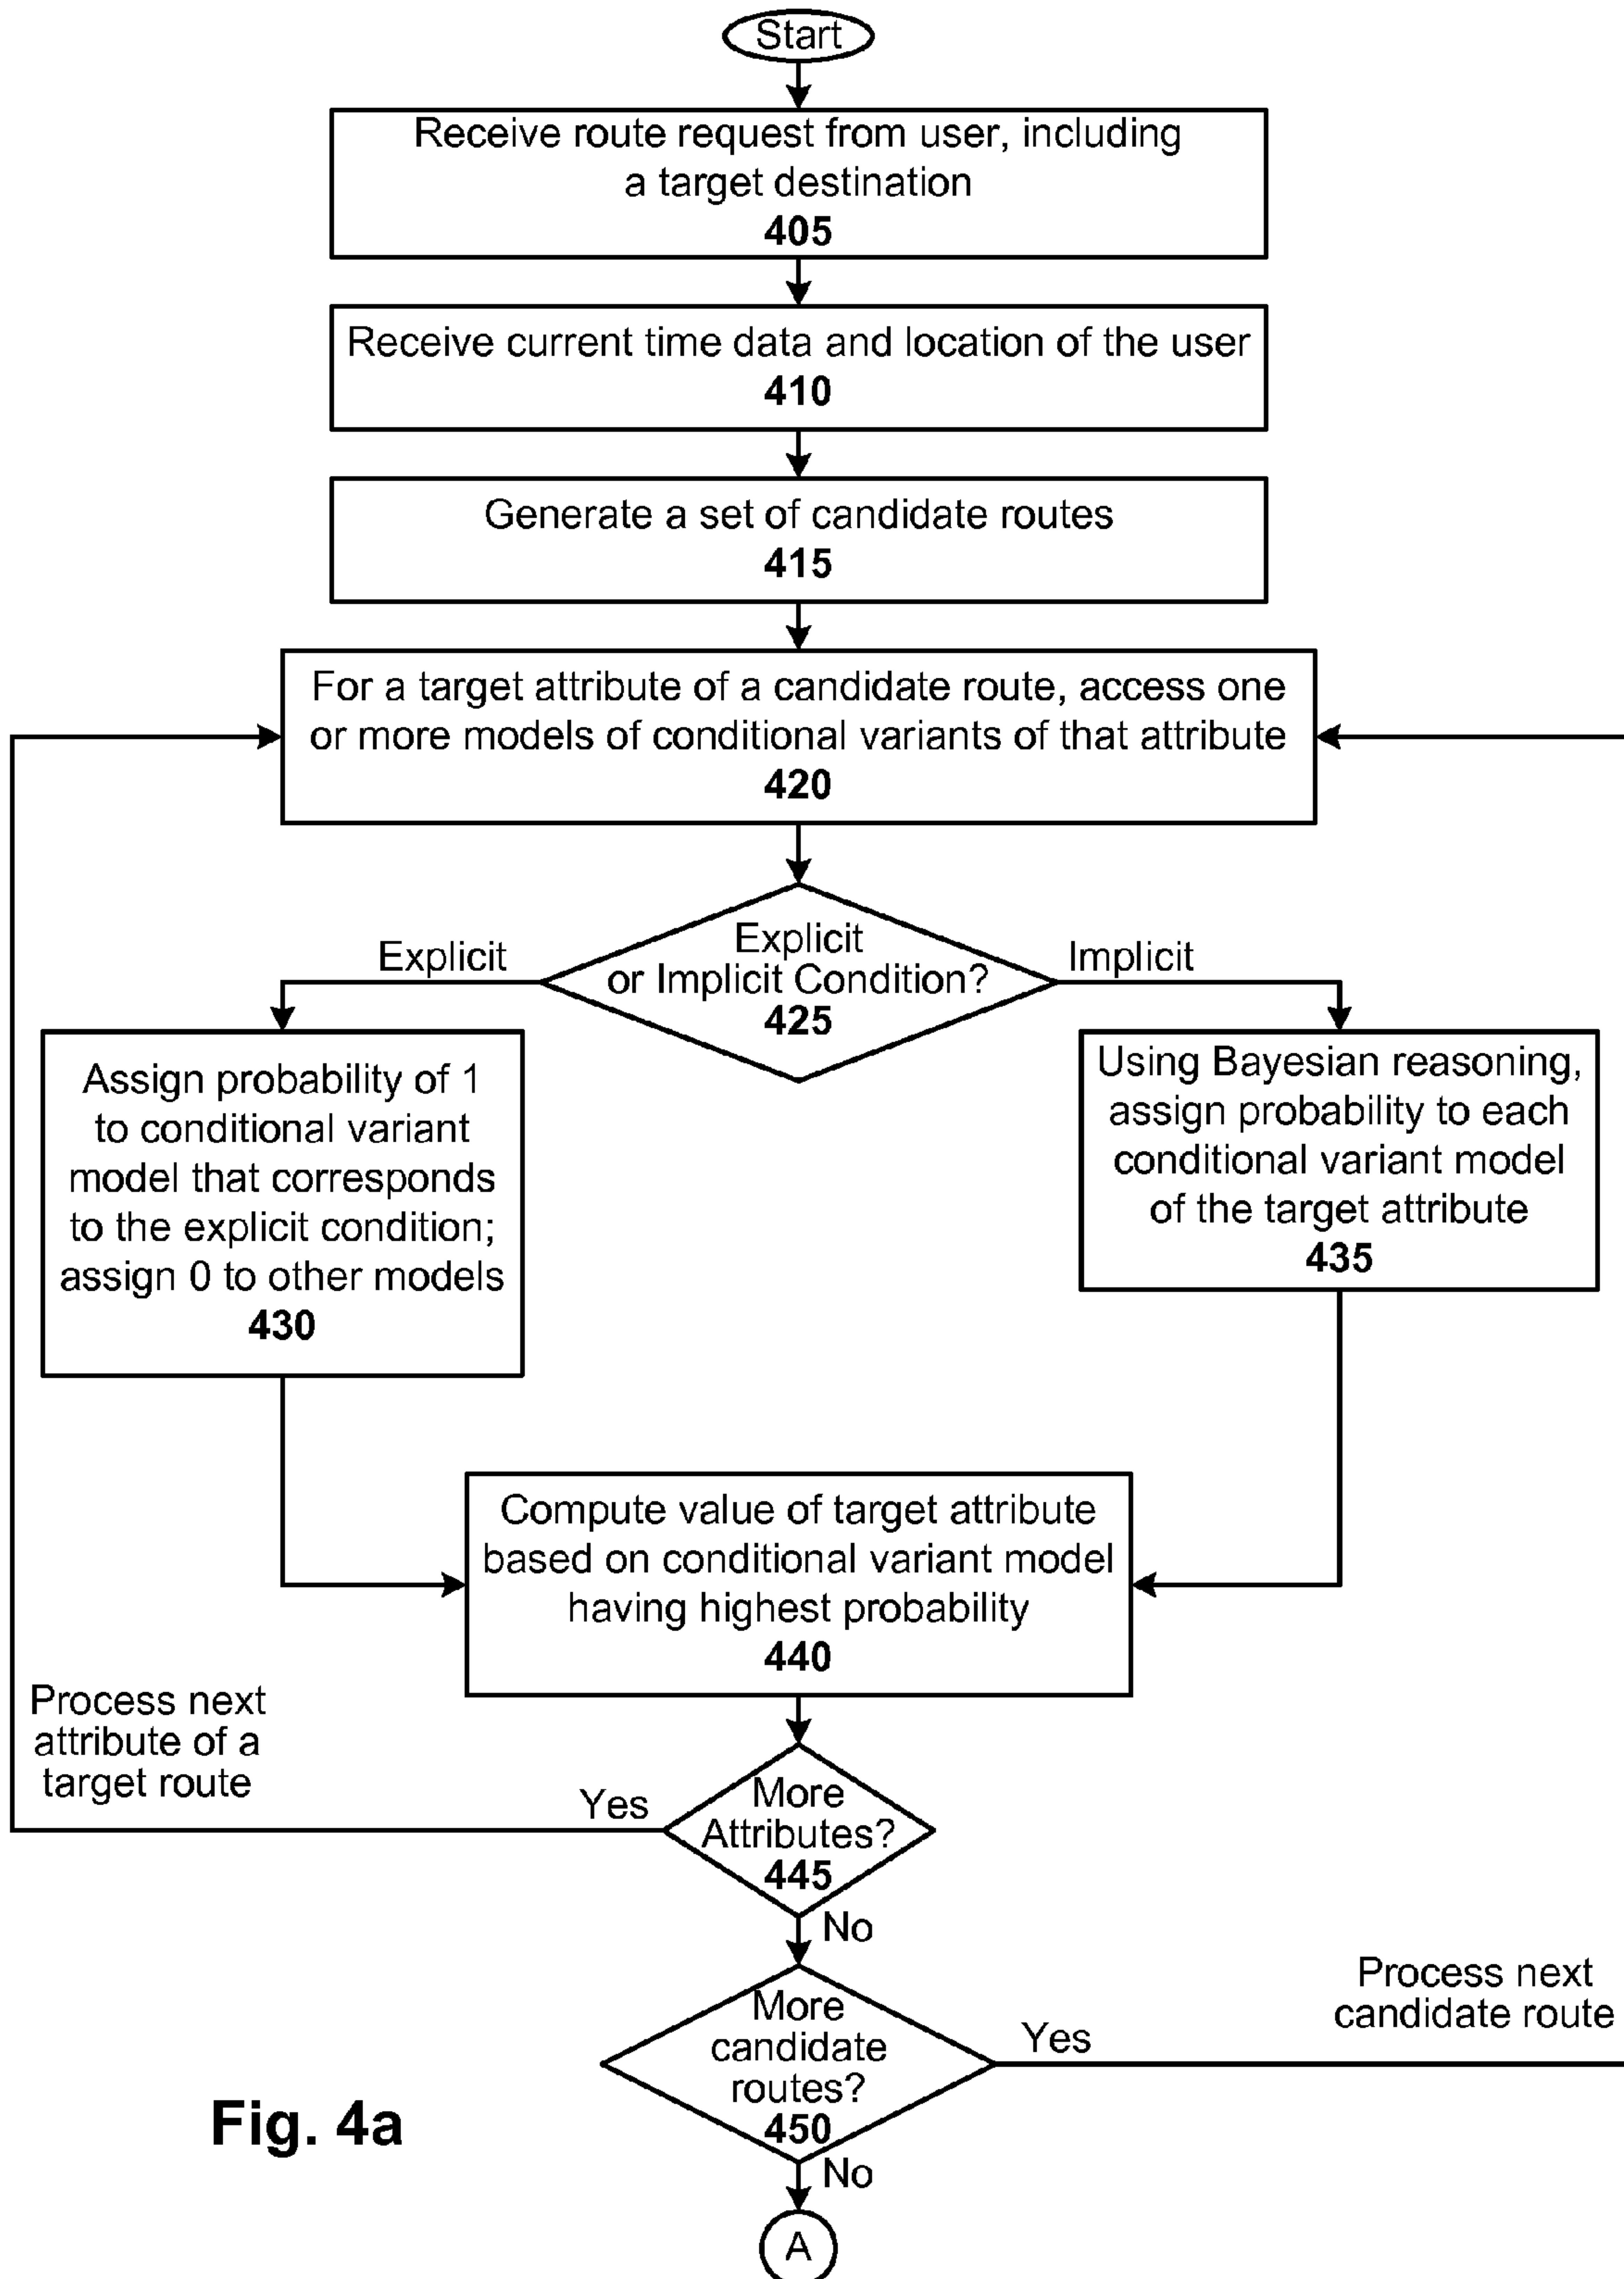 Start
Receive route request from user, including
a target destination
405
Receive current time data and location of the user
410
Generate a set of candidate routes
415
For a target attribute of a candidate route, access one
or more models of conditional variants of that attribute
420
Explicit
or Implicit Condition?
425
Explicit
Implicit
Assign probability of 1
to conditional variant
model that corresponds
to the explicit condition;
assign 0 to other models
430
Using Bayesian reasoning,
assign probability to each
conditional variant model
of the target attribute
435
Compute value of target attribute
based on conditional variant model
having highest probability
440
Process next
attribute of a
target route
Yes
More
Attributes?
445
No
More
candidate
routes?
450
Yes
Process next
candidate route
No
A
Fig. 4a